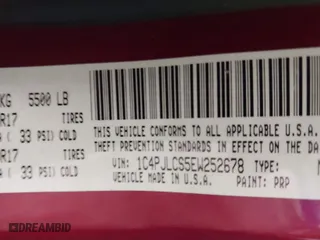 KG 5500 LB
R17 TIRES
A ( 33 PSI) COLD
R17 TIRES
A ( 33 PSI) COLD
THIS VEHICLE CONFORMS TO ALL APPLICABLE U.S.A.
THEFT PREVENTION STANDARDS IN EFFECT ON THE DA
VIN: 1C4PJLCS5EW252678 TYPE:
VEHICLE MADE IN U.S.A. PAINT: PRP
DREAMBID